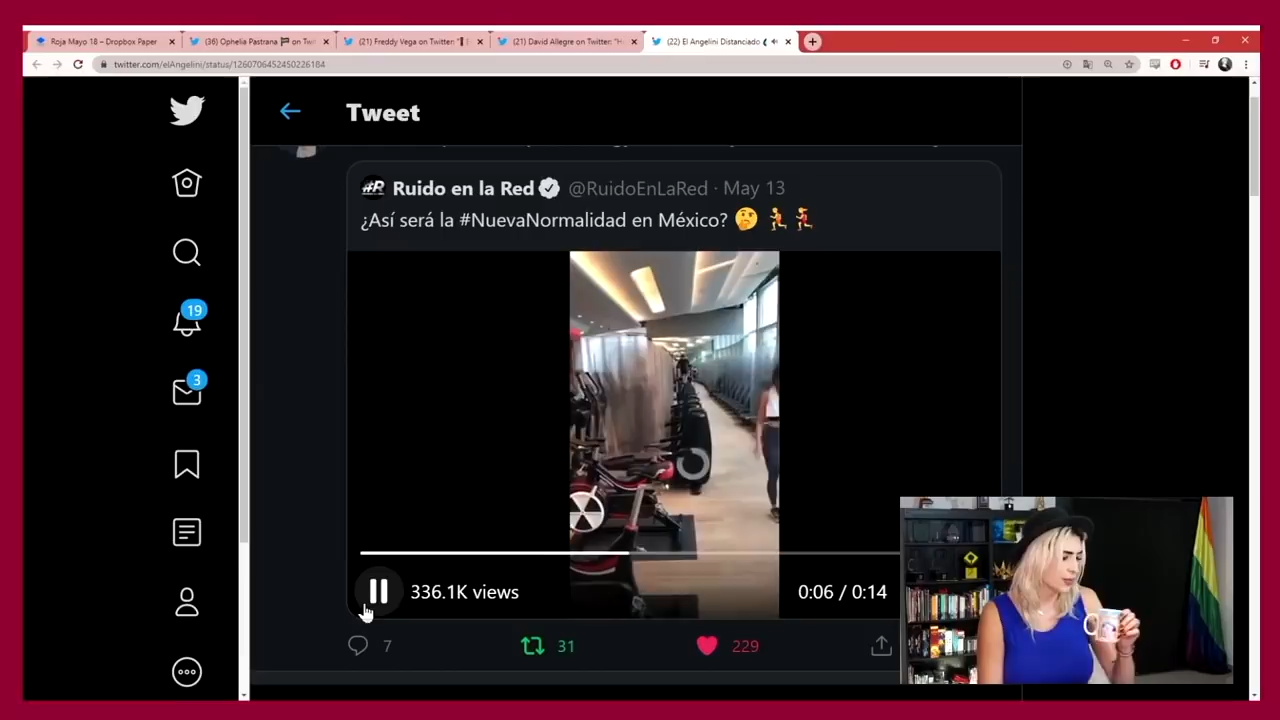 Roja Mayo 18 – Dropbox Paper
(36) Ophelia Pastrana on Twi
(21) Freddy Vega on Twitter: "
(21) David Allegre on Twitter: "H
(22) El Angelini Distanciado
twitter.com/elAngelini/status/1260706452450226184
Tweet
#R Ruido en la Red @RuidoEnLaRed · May 13
¿Así será la #NuevaNormalidad en México? 🤔 🏃 🏃
19
3
336.1K views
0:06 / 0:14
7
31
229